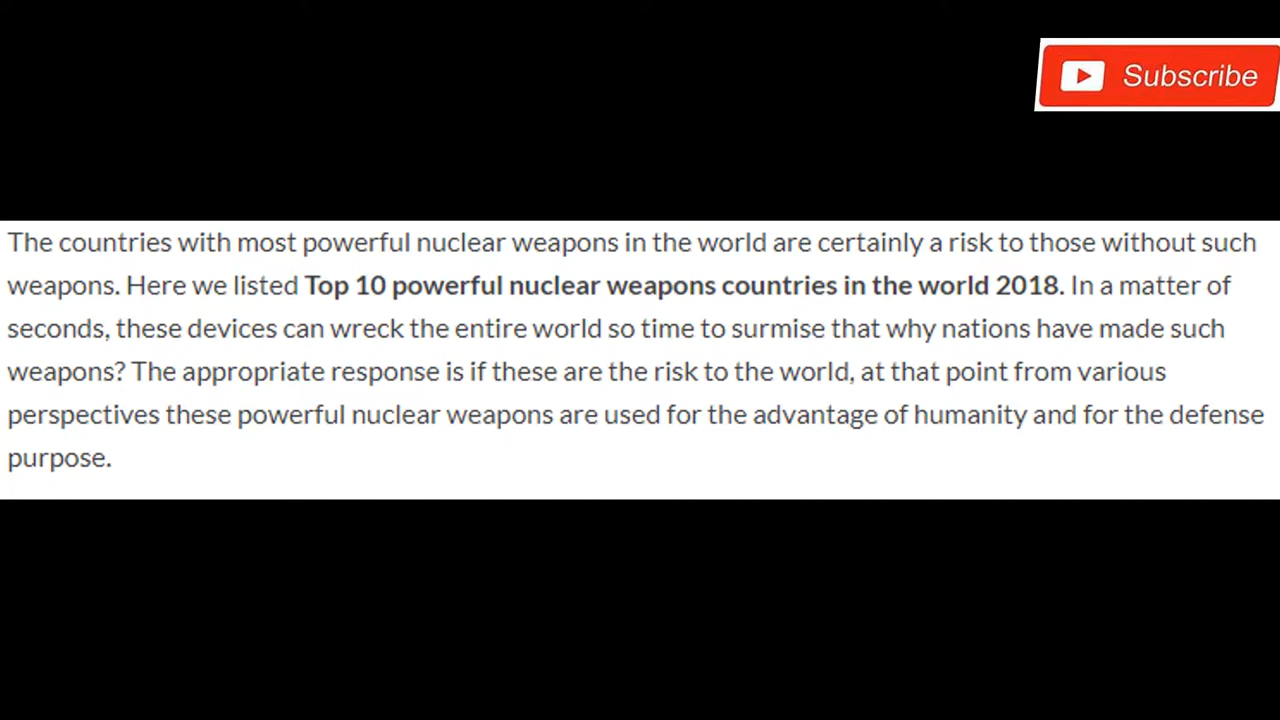 Subscribe
The countries with most powerful nuclear weapons in the world are certainly a risk to those without such
weapons. Here we listed Top 10 powerful nuclear weapons countries in the world 2018. In a matter of
seconds, these devices can wreck the entire world so time to surmise that why nations have made such
weapons? The appropriate response is if these are the risk to the world, at that point from various
perspectives these powerful nuclear weapons are used for the advantage of humanity and for the defense
purpose.